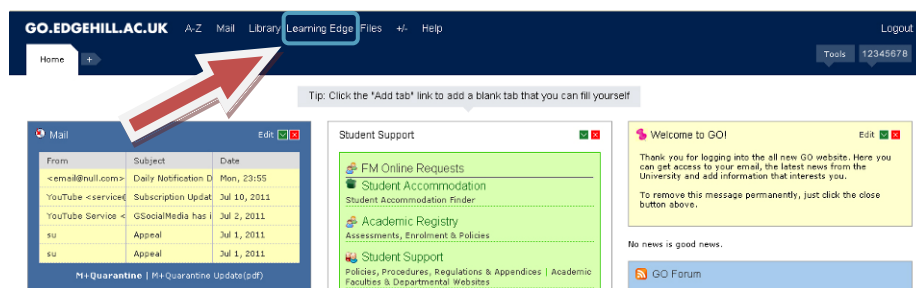 GO.EDGEHILL.AC.UK A-Z Mail Library Learning Edge Files +/- Help Logout
Home + Tools 12345678
Tip: Click the "Add tab" link to add a blank tab that you can fill yourself
Mail Edit
From Subject Date
<email@null.com> Daily Notification D Mon, 23:55
YouTube <service@ Subscription Updat Jul 10, 2011
YouTube Service < GSocialMedia has i Jul 2, 2011
su Appeal Jul 1, 2011
su Appeal Jul 1, 2011
M+Quarantine | M+Quarantine Update(pdf)
Student Support
FM Online Requests
Student Accommodation
Student Accommodation Finder
Academic Registry
Assessments, Enrolment & Policies
Student Support
Policies, Procedures, Regulations & Appendices | Academic
Faculties & Departmental Websites
Welcome to GO! Edit
Thank you for logging into the all new GO website. Here you
can get access to your email, the latest news from the
University and add information that interests you.
To remove this message permanently, just click the close
button above.
No news is good news.
GO Forum